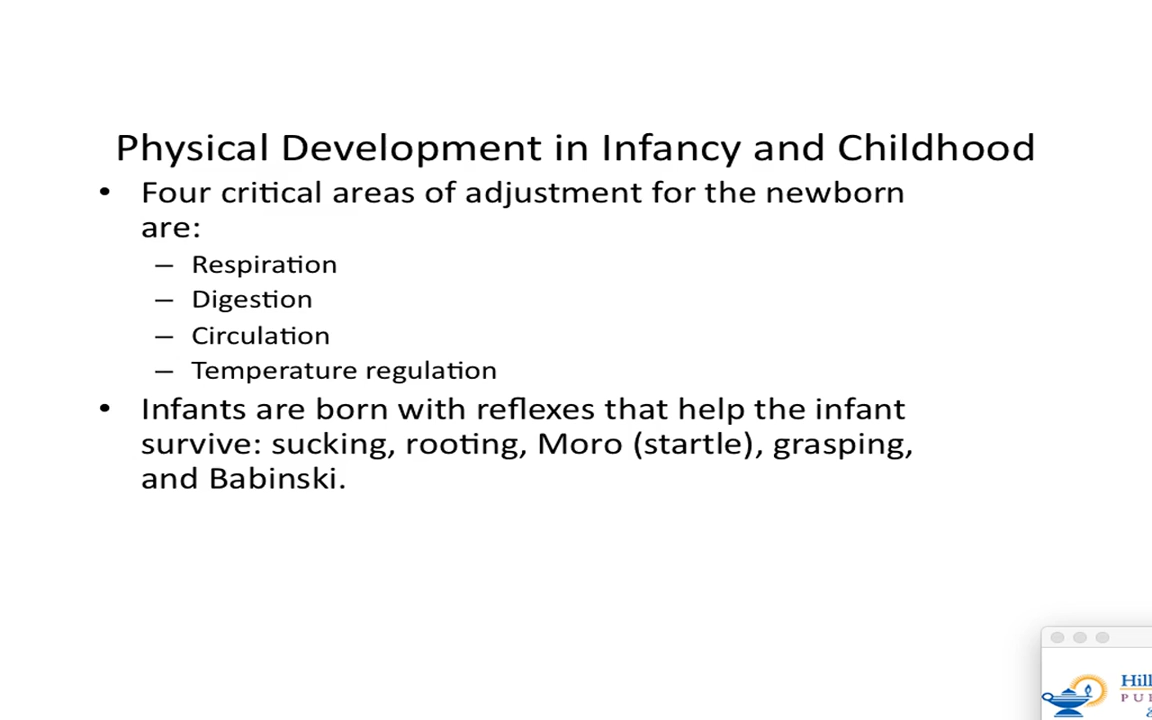 Physical Development in Infancy and Childhood
• Four critical areas of adjustment for the newborn
are:
– Respiration
– Digestion
– Circulation
– Temperature regulation
• Infants are born with reflexes that help the infant
survive: sucking, rooting, Moro (startle), grasping,
and Babinski.
Hill
PU